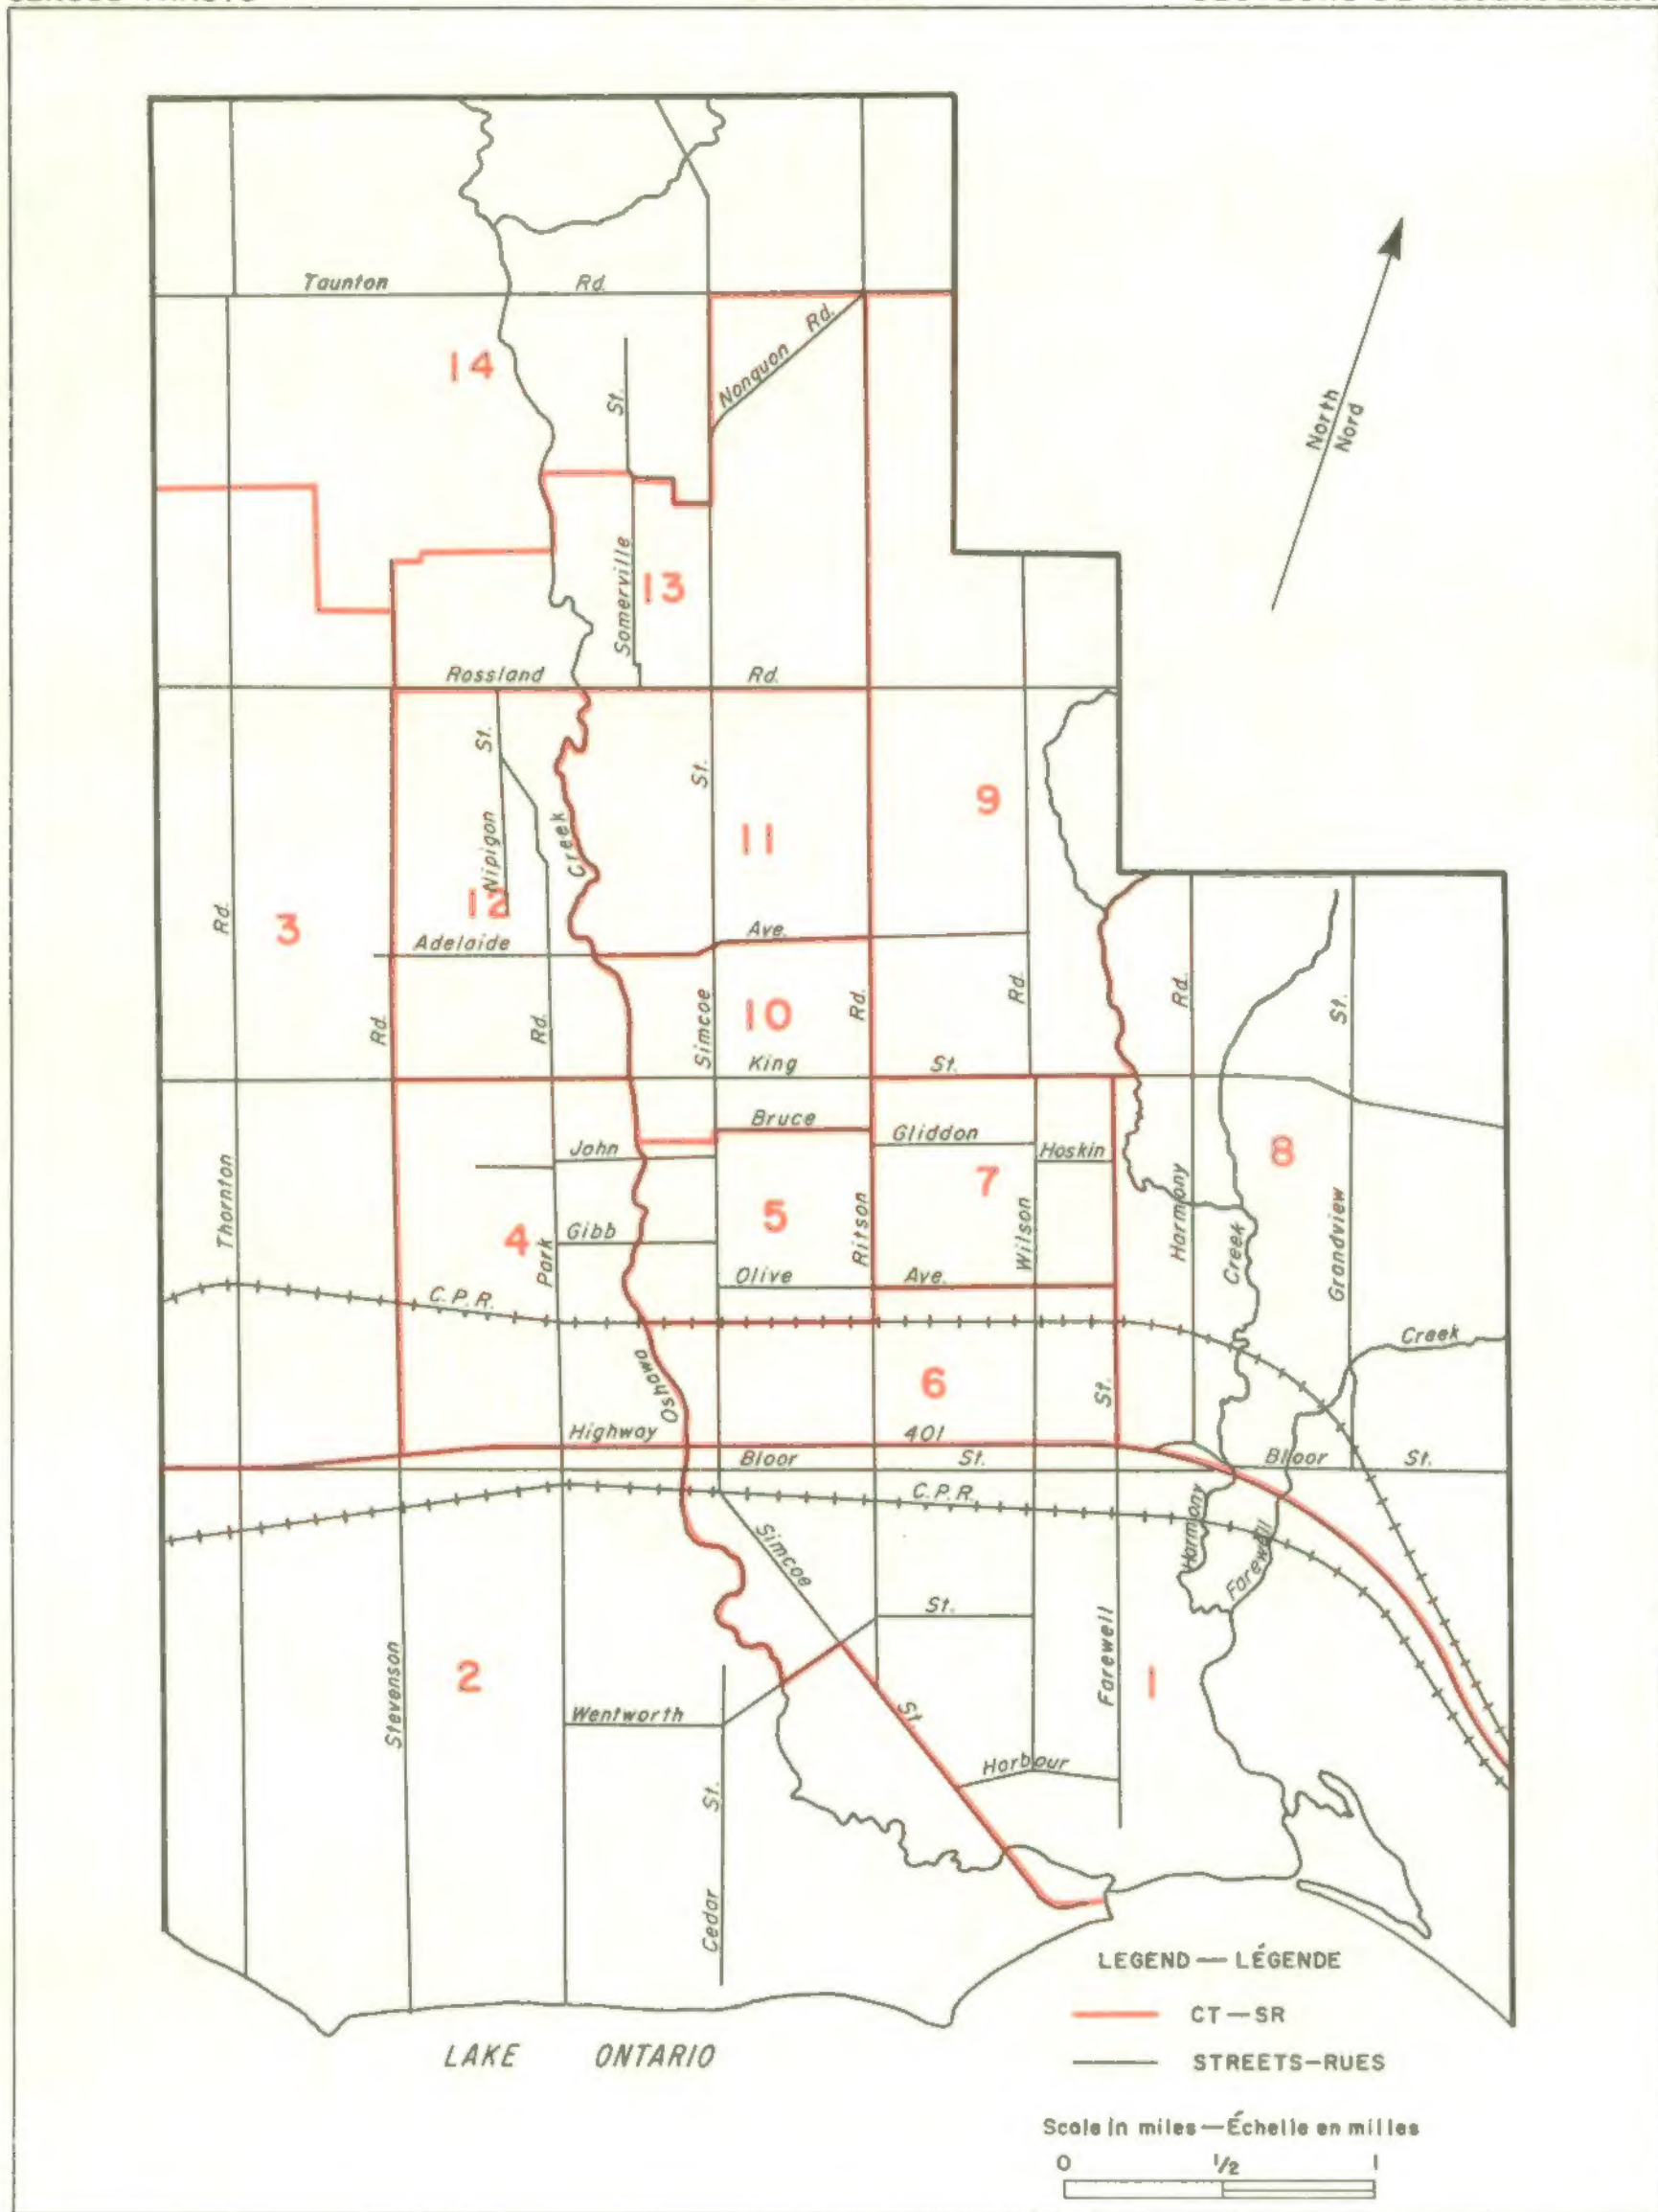 Taunton Rd.
Nonquon Rd.
14
St.
North
Nord
Somerville
13
Rossland Rd.
St.
Nipigon
Creek
St.
11
9
12
3
Rd.
Adelaide Ave.
Rd.
Rd.
Simcoe
10
Rd.
Rd.
Rd.
St.
King St.
Bruce
Gliddon
John
Hoskin
7
8
Thornton
4
Park
Gibb
5
Ritson
Wilson
Harmony
Creek
Grandview
Olive Ave.
C.P.R.
Creek
Oshawa
6
St.
Highway 401
Bloor St.
Bloor St.
C.P.R.
Simcoe
Harmony
Farewell
St.
Stevenson
2
Farewell
1
Wentworth
St.
Harbour
St.
Cedar
LAKE ONTARIO
LEGEND — LÉGENDE
CT — SR
STREETS-RUES
Scale in miles — Échelle en milles
0 1/2 1